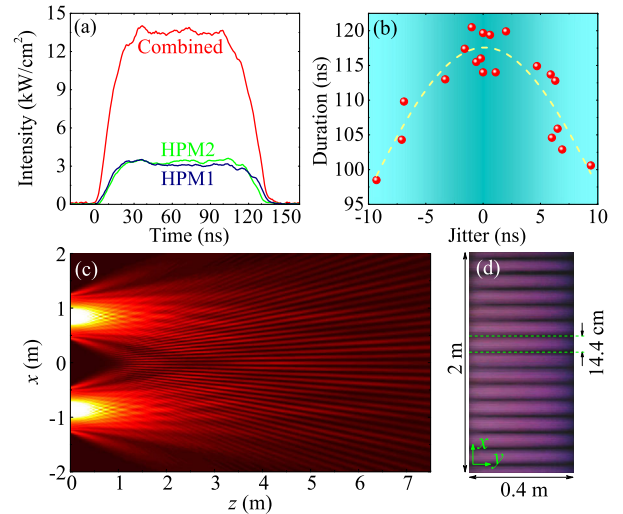 (a)
Combined
HPM2
HPM1
Intensity (kW/cm²)
15
12
9
6
3
0
0 30 60 90 120 150
Time (ns)
(b)
Duration (ns)
120
115
110
105
100
95
-10 -5 0 5 10
Jitter (ns)
(c)
x (m)
2
1
0
-1
-2
0 1 2 3 4 5 6 7
z (m)
(d)
2 m
14.4 cm
x
y
0.4 m